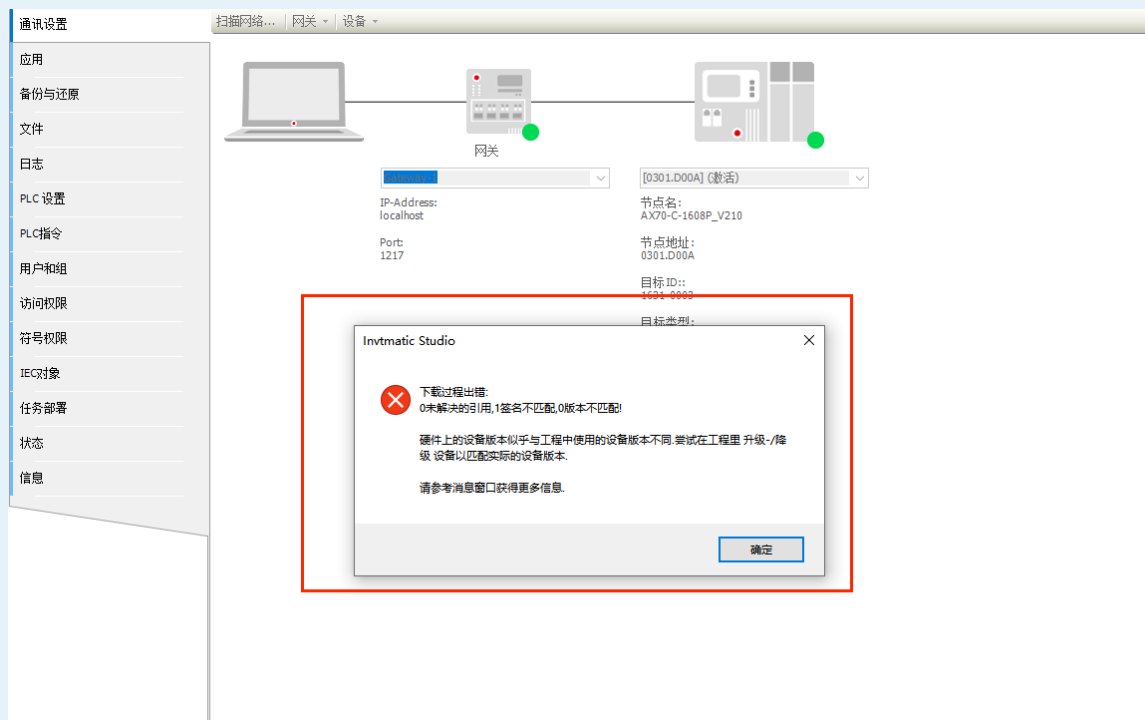 通讯设置
应用
备份与还原
文件
日志
PLC 设置
PLC指令
用户和组
访问权限
符号权限
IEC对象
任务部署
状态
信息
扫描网络... 网关 设备
网关
[0301.D00A] (激活)
IP-Address:
localhost
Port:
1217
节点名:
AX70-C-1608P_V210
节点地址:
0301.D00A
目标 ID::
1631-0003
目标类型:
Invtmatic Studio
下载过程出错:
0未解决的引用,1签名不匹配,0版本不匹配!
硬件上的设备版本似乎与工程中使用的设备版本不同.尝试在工程里 升级-/降
级 设备以匹配实际的设备版本.
请参考消息窗口获得更多信息.
确定